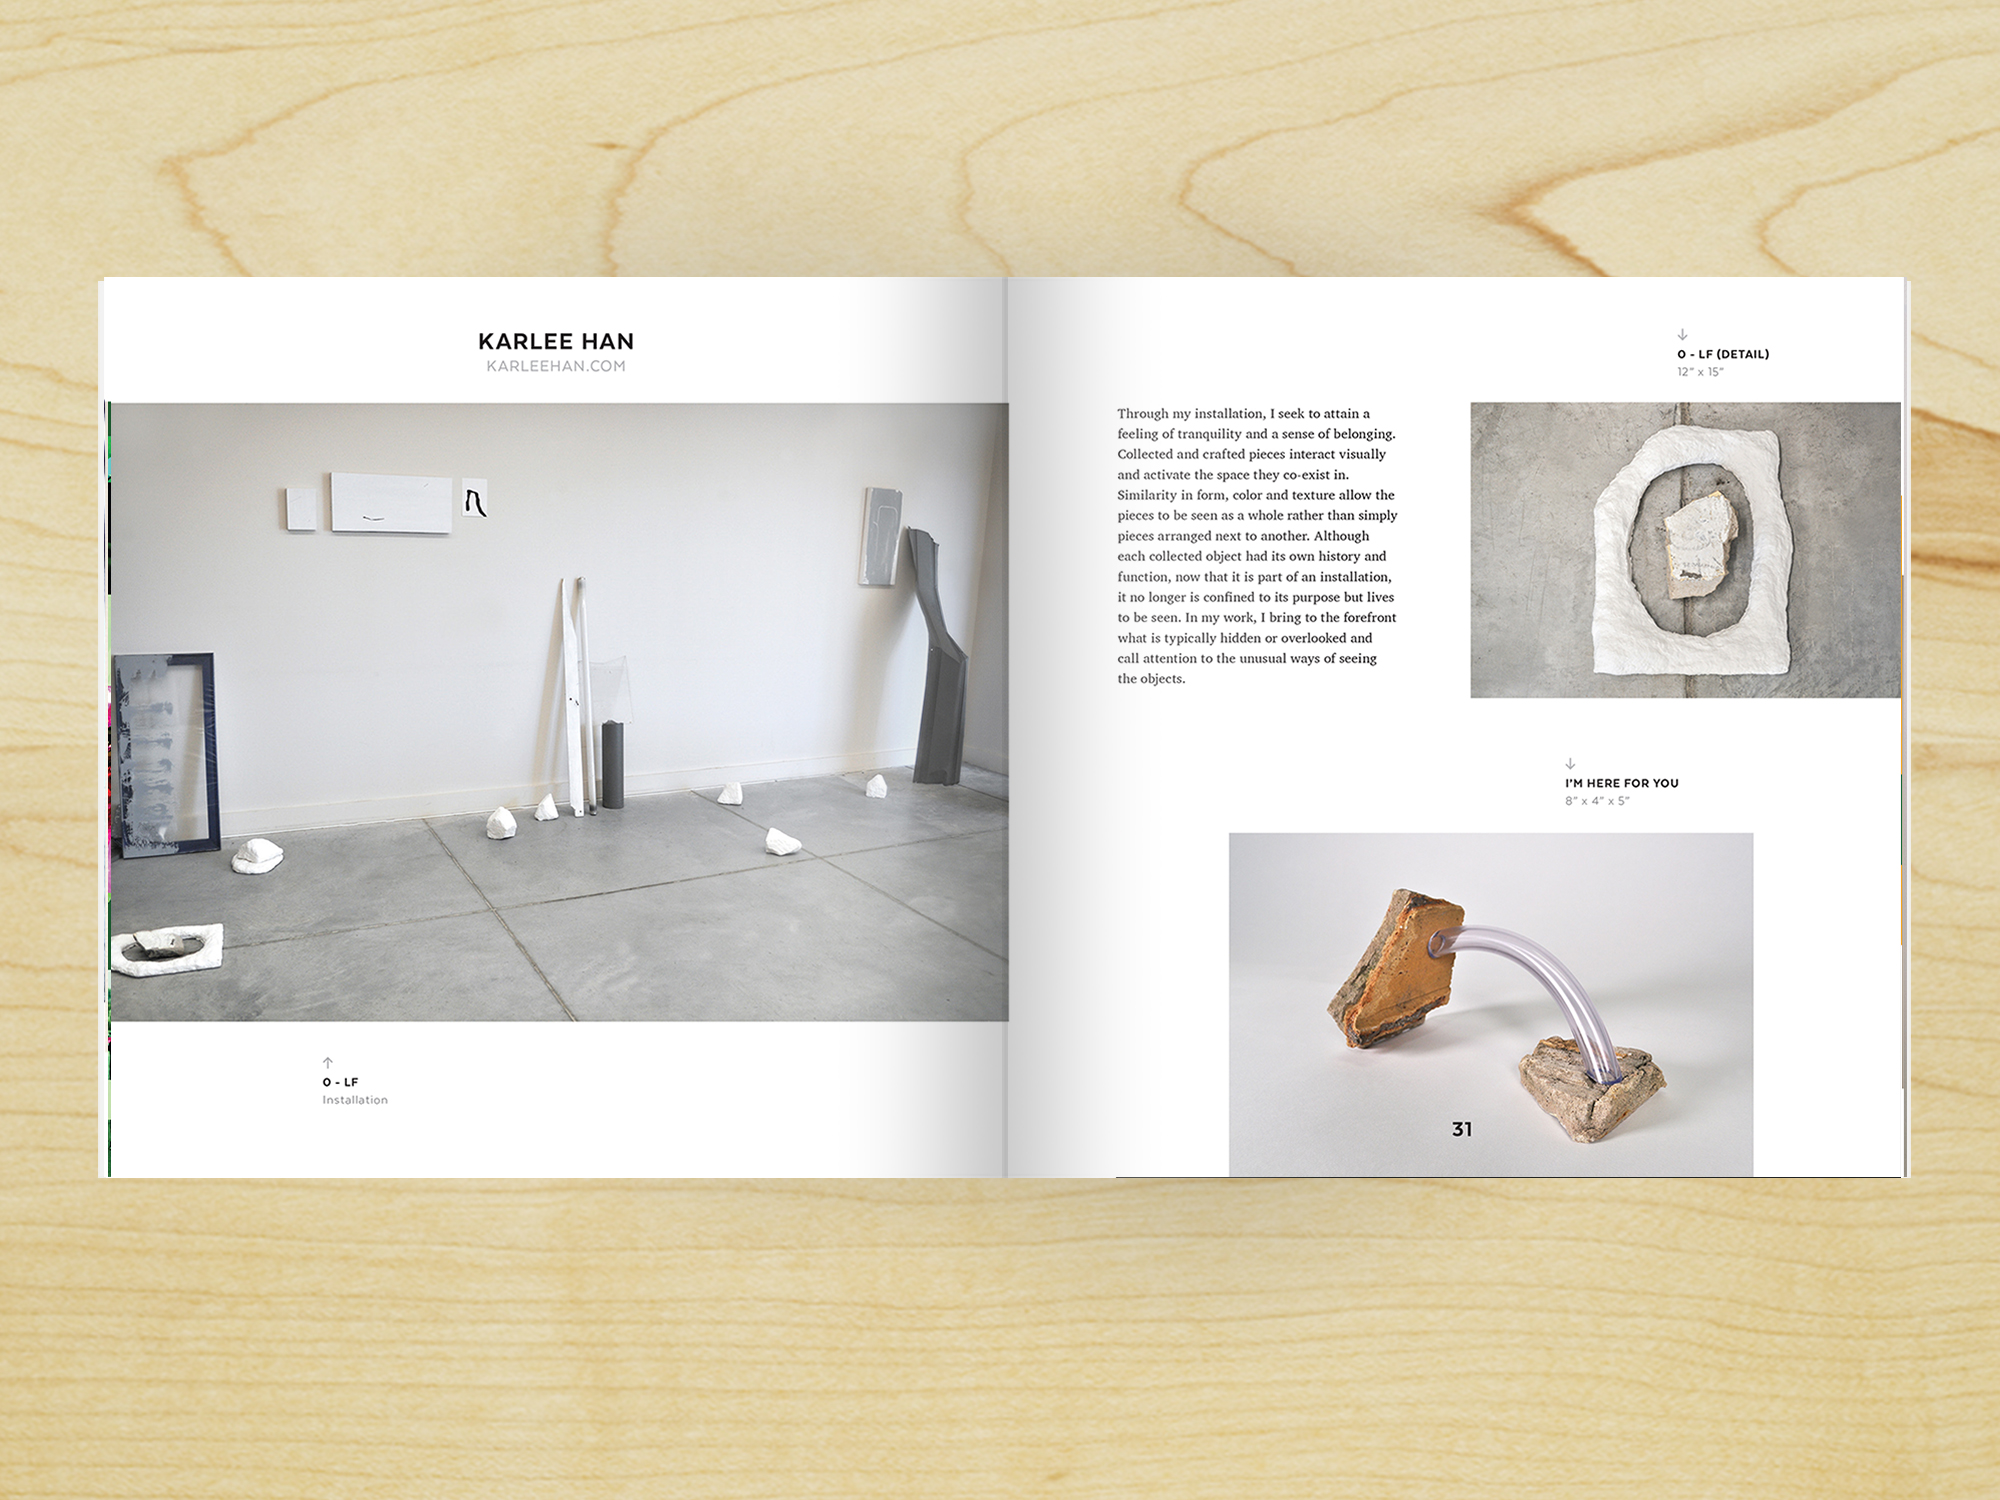 KARLEE HAN
KARLEEHAN.COM
↑
O - LF
Installation
Through my installation, I seek to attain a
feeling of tranquility and a sense of belonging.
Collected and crafted pieces interact visually
and activate the space they co-exist in.
Similarity in form, color and texture allow the
pieces to be seen as a whole rather than simply
pieces arranged next to another. Although
each collected object had its own history and
function, now that it is part of an installation,
it no longer is confined to its purpose but lives
to be seen. In my work, I bring to the forefront
what is typically hidden or overlooked and
call attention to the unusual ways of seeing
the objects.
↓
O - LF (DETAIL)
12" x 15"
↓
I'M HERE FOR YOU
8" x 4" x 5"
31